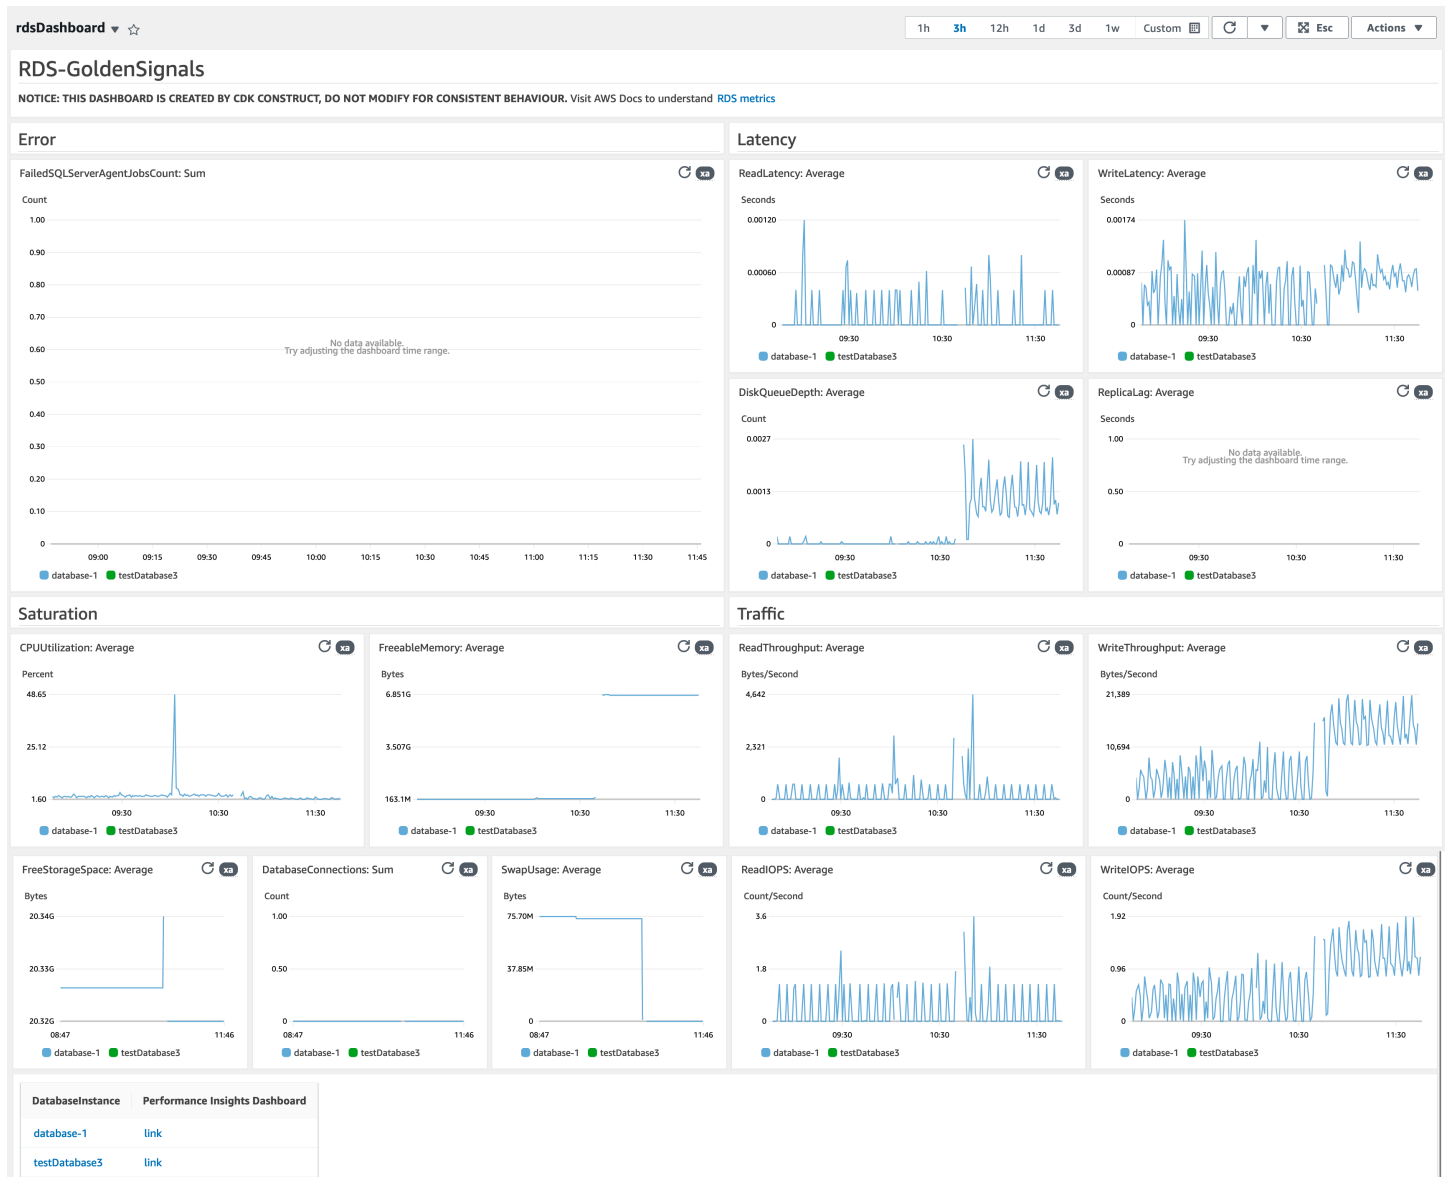 rdsDashboard
1h 3h 12h 1d 3d 1w Custom Esc Actions
RDS-GoldenSignals
NOTICE: THIS DASHBOARD IS CREATED BY CDK CONSTRUCT, DO NOT MODIFY FOR CONSISTENT BEHAVIOUR. Visit AWS Docs to understand RDS metrics
Error
FailedSQLServerAgentJobsCount: Sum
xa
Count
1.00
0.90
0.80
0.70
0.60
0.50
0.40
0.30
0.20
0.10
0
No data available.
Try adjusting the dashboard time range.
09:00 09:15 09:30 09:45 10:00 10:15 10:30 10:45 11:00 11:15 11:30 11:45
database-1 testDatabase3
Latency
ReadLatency: Average
xa
Seconds
0.00120
0.00060
0
09:30 10:30 11:30
database-1 testDatabase3
WriteLatency: Average
xa
Seconds
0.00174
0.00087
0
09:30 10:30 11:30
database-1 testDatabase3
DiskQueueDepth: Average
xa
Count
0.0027
0.0013
0
09:30 10:30 11:30
database-1 testDatabase3
ReplicaLag: Average
xa
Seconds
1.00
0.50
0
No data available.
Try adjusting the dashboard time range.
09:30 10:30 11:30
database-1 testDatabase3
Saturation
CPUUtilization: Average
xa
Percent
48.65
25.12
1.60
09:30 10:30 11:30
database-1 testDatabase3
FreeableMemory: Average
xa
Bytes
6.851G
3.507G
163.1M
09:30 10:30 11:30
database-1 testDatabase3
Traffic
ReadThroughput: Average
xa
Bytes/Second
4,642
2,321
0
09:30 10:30 11:30
database-1 testDatabase3
WriteThroughput: Average
xa
Bytes/Second
21,389
10,694
0
09:30 10:30 11:30
database-1 testDatabase3
FreeStorageSpace: Average
xa
Bytes
20.34G
20.33G
20.32G
08:47 11:46
database-1 testDatabase3
DatabaseConnections: Sum
xa
Count
1.00
0.50
0
08:47 11:46
database-1 testDatabase3
SwapUsage: Average
xa
Bytes
75.70M
37.85M
0
08:47 11:46
database-1 testDatabase3
ReadIOPS: Average
xa
Count/Second
3.6
1.8
0
09:30 10:30 11:30
database-1 testDatabase3
WriteIOPS: Average
xa
Count/Second
1.92
0.96
0
09:30 10:30 11:30
database-1 testDatabase3
DatabaseInstance Performance Insights Dashboard
database-1 link
testDatabase3 link